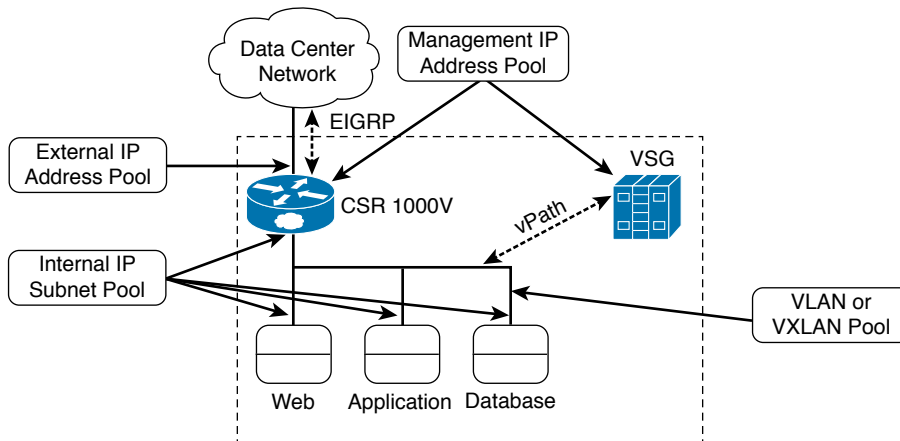 Data Center
Network
Management IP
Address Pool
EIGRP
External IP
Address Pool
VSG
CSR 1000V
vPath
Internal IP
Subnet Pool
VLAN or
VXLAN Pool
Web
Application
Database